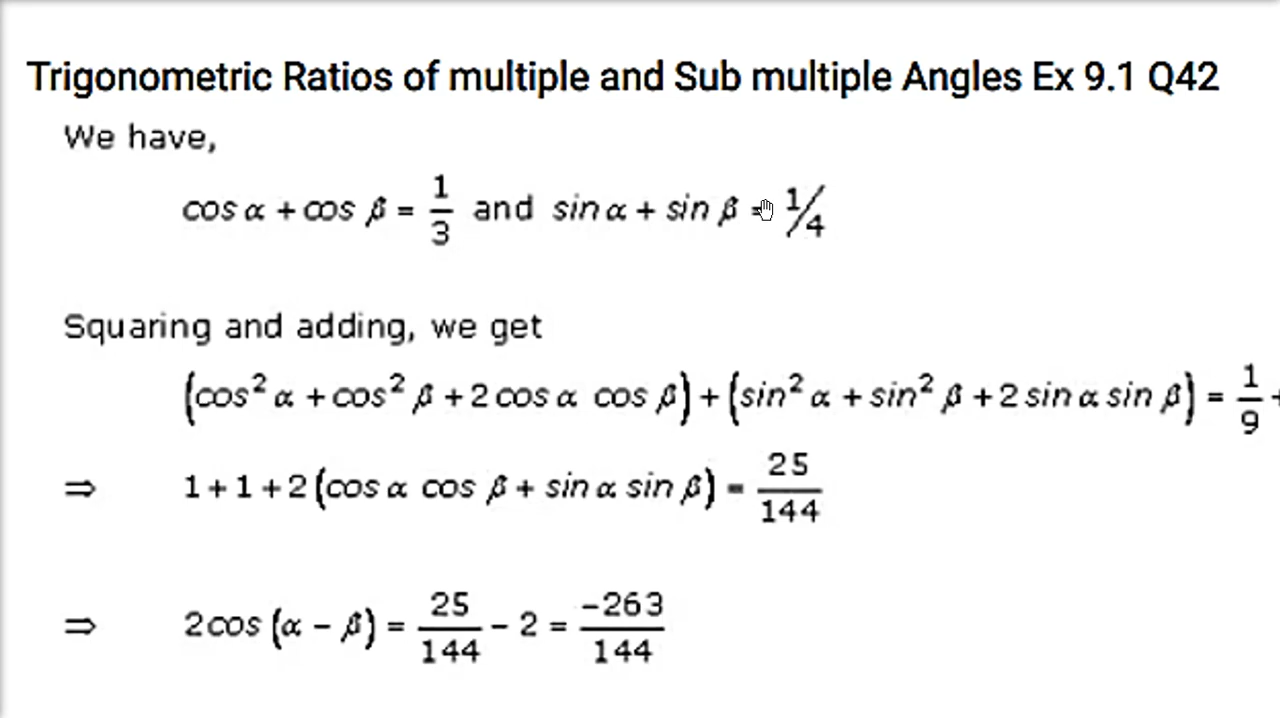 Trigonometric Ratios of multiple and Sub multiple Angles Ex 9.1 Q42
We have,
cos α + cos β = 1/3 and sin α + sin β = 1/4
Squaring and adding, we get
(cos² α + cos² β + 2 cos α cos β) + (sin² α + sin² β + 2 sin α sin β) = 1/9 +
⇒ 1 + 1 + 2 (cos α cos β + sin α sin β) = 25/144
⇒ 2 cos (α − β) = 25/144 − 2 = −263/144